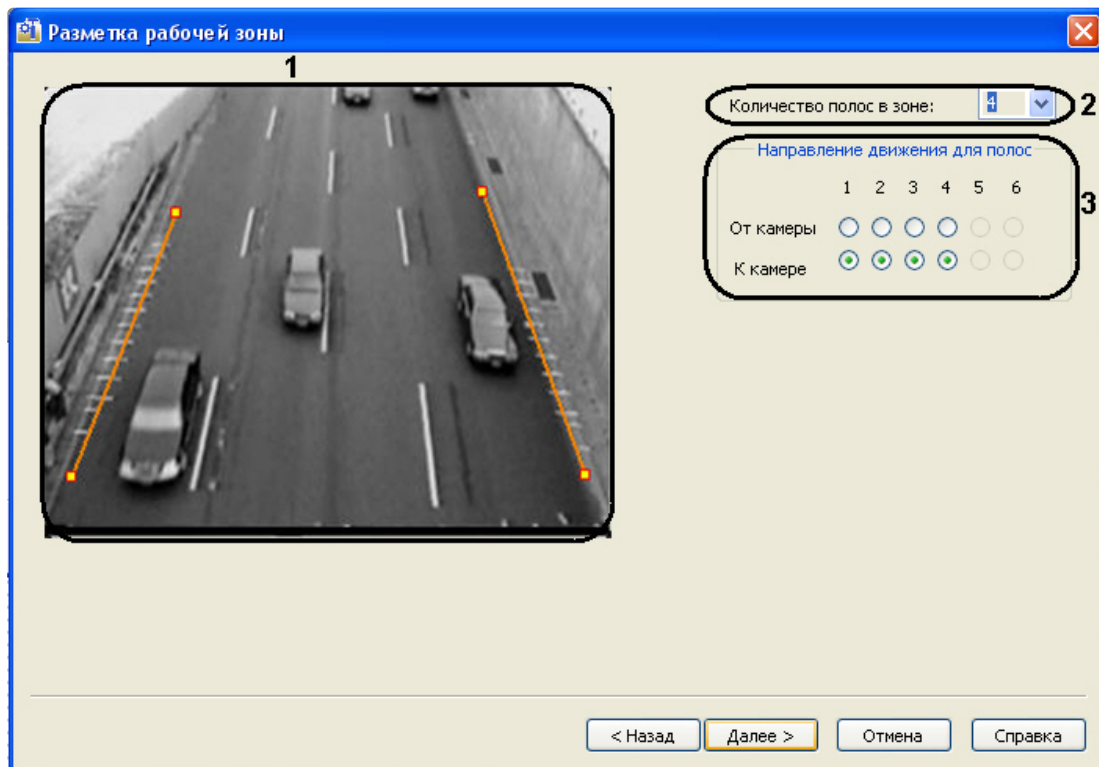 Разметка рабочей зоны
1
Количество полос в зоне: 4
2
Направление движения для полос
1 2 3 4 5 6
3
От камеры
К камере
< Назад Далее > Отмена Справка